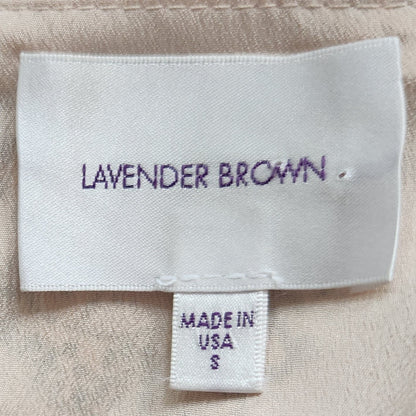 LAVENDER BROWN
MADE IN
USA
S